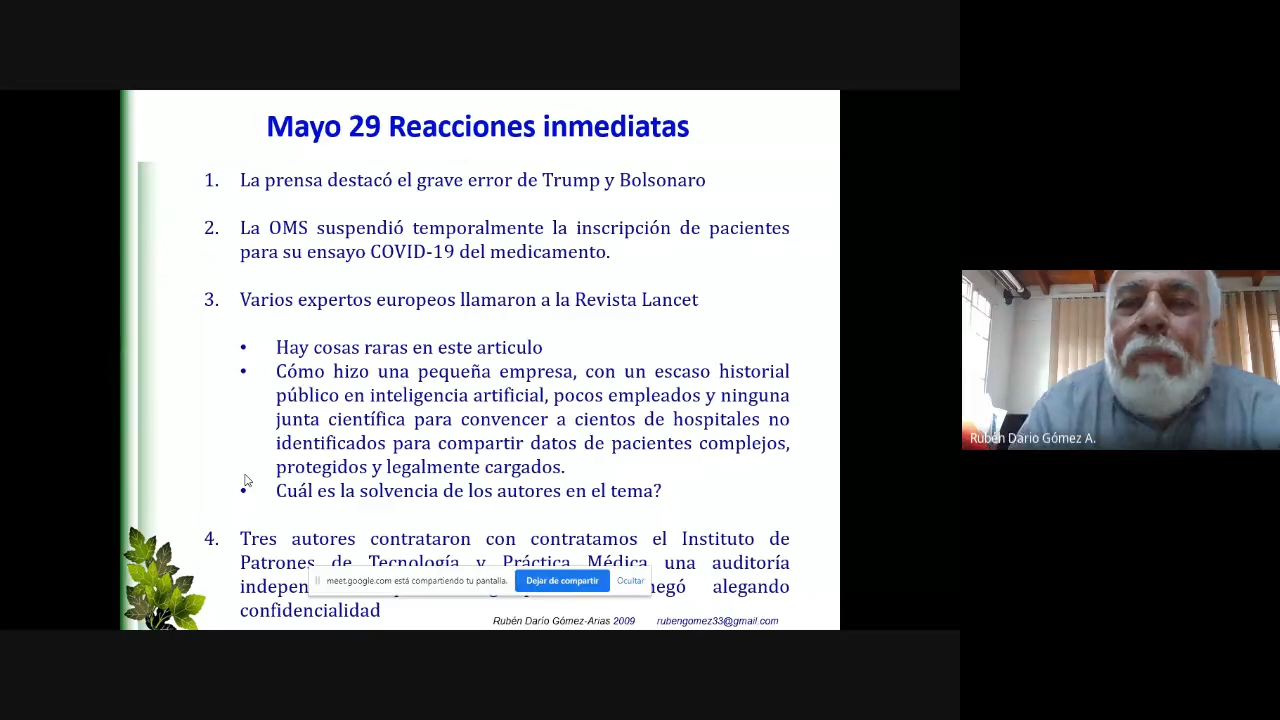 Mayo 29 Reacciones inmediatas
1. La prensa destacó el grave error de Trump y Bolsonaro
2. La OMS suspendió temporalmente la inscripción de pacientes
para su ensayo COVID-19 del medicamento.
3. Varios expertos europeos llamaron a la Revista Lancet
• Hay cosas raras en este articulo
• Cómo hizo una pequeña empresa, con un escaso historial
público en inteligencia artificial, pocos empleados y ninguna
junta científica para convencer a cientos de hospitales no
identificados para compartir datos de pacientes complejos,
protegidos y legalmente cargados.
• Cuál es la solvencia de los autores en el tema?
4. Tres autores contrataron con contratamos el Instituto de
Patrones de Tecnología y Práctica Médica una auditoría
meet.google.com está compartiendo tu pantalla. Dejar de compartir Ocultar
alegando
confidencialidad
Rubén Darío Gómez-Arias 2009 rubengomez33@gmail.com
Rubén Dario Gómez A.